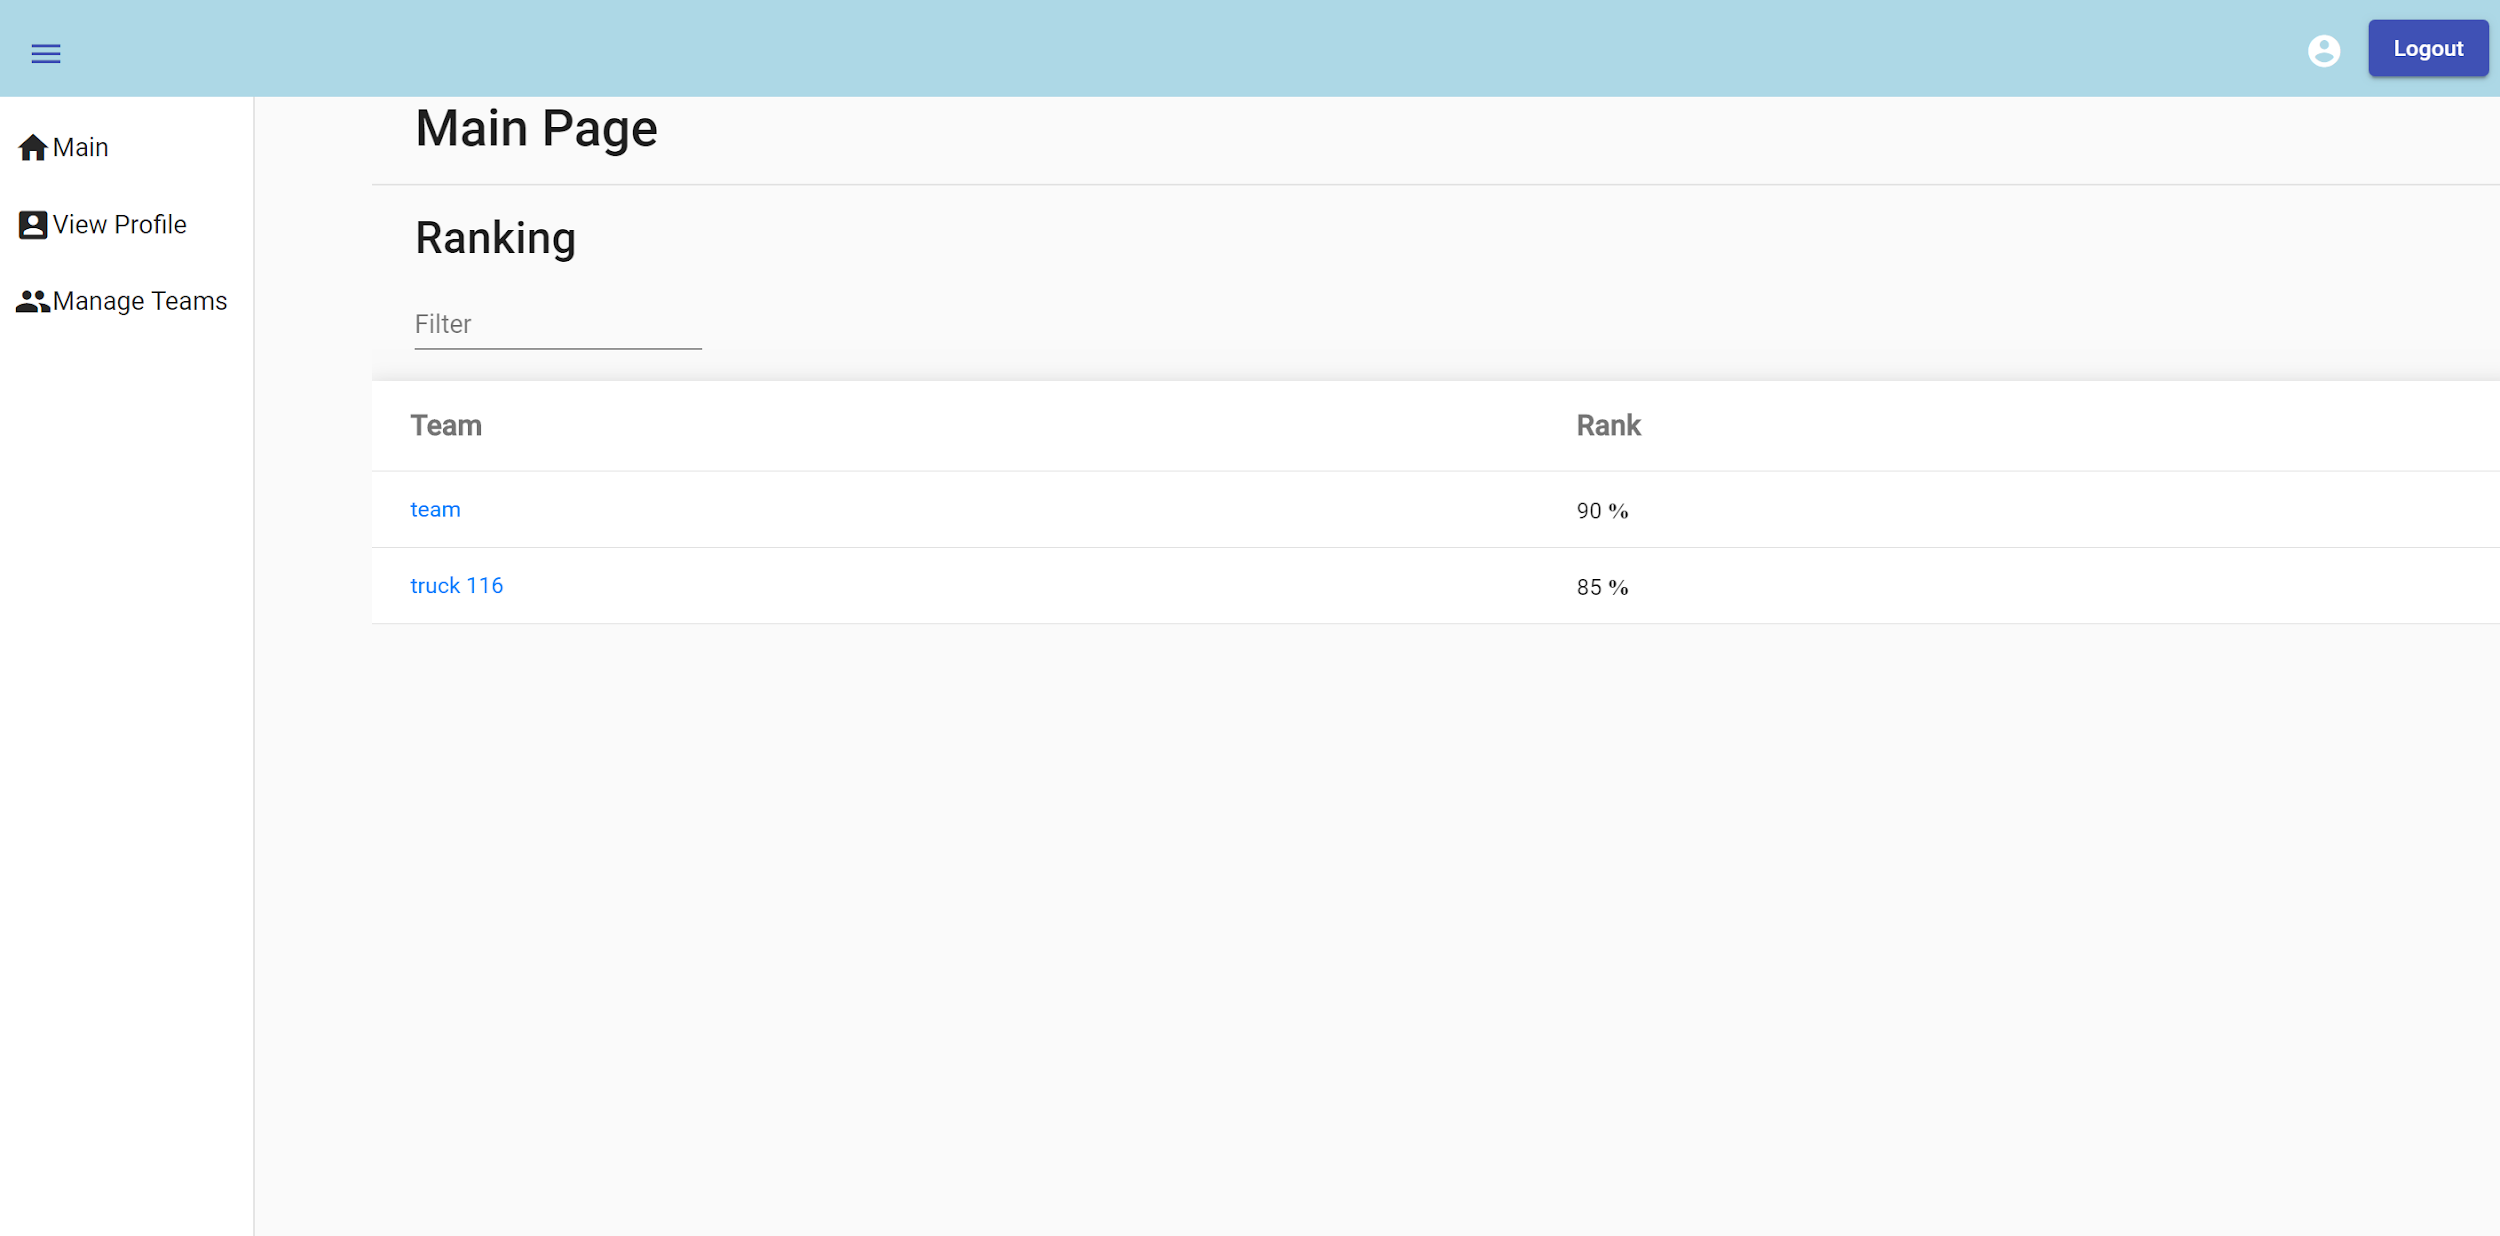 Logout
Main
View Profile
Manage Teams
Main Page
Ranking
Filter
Team Rank
team 90 %
truck 116 85 %